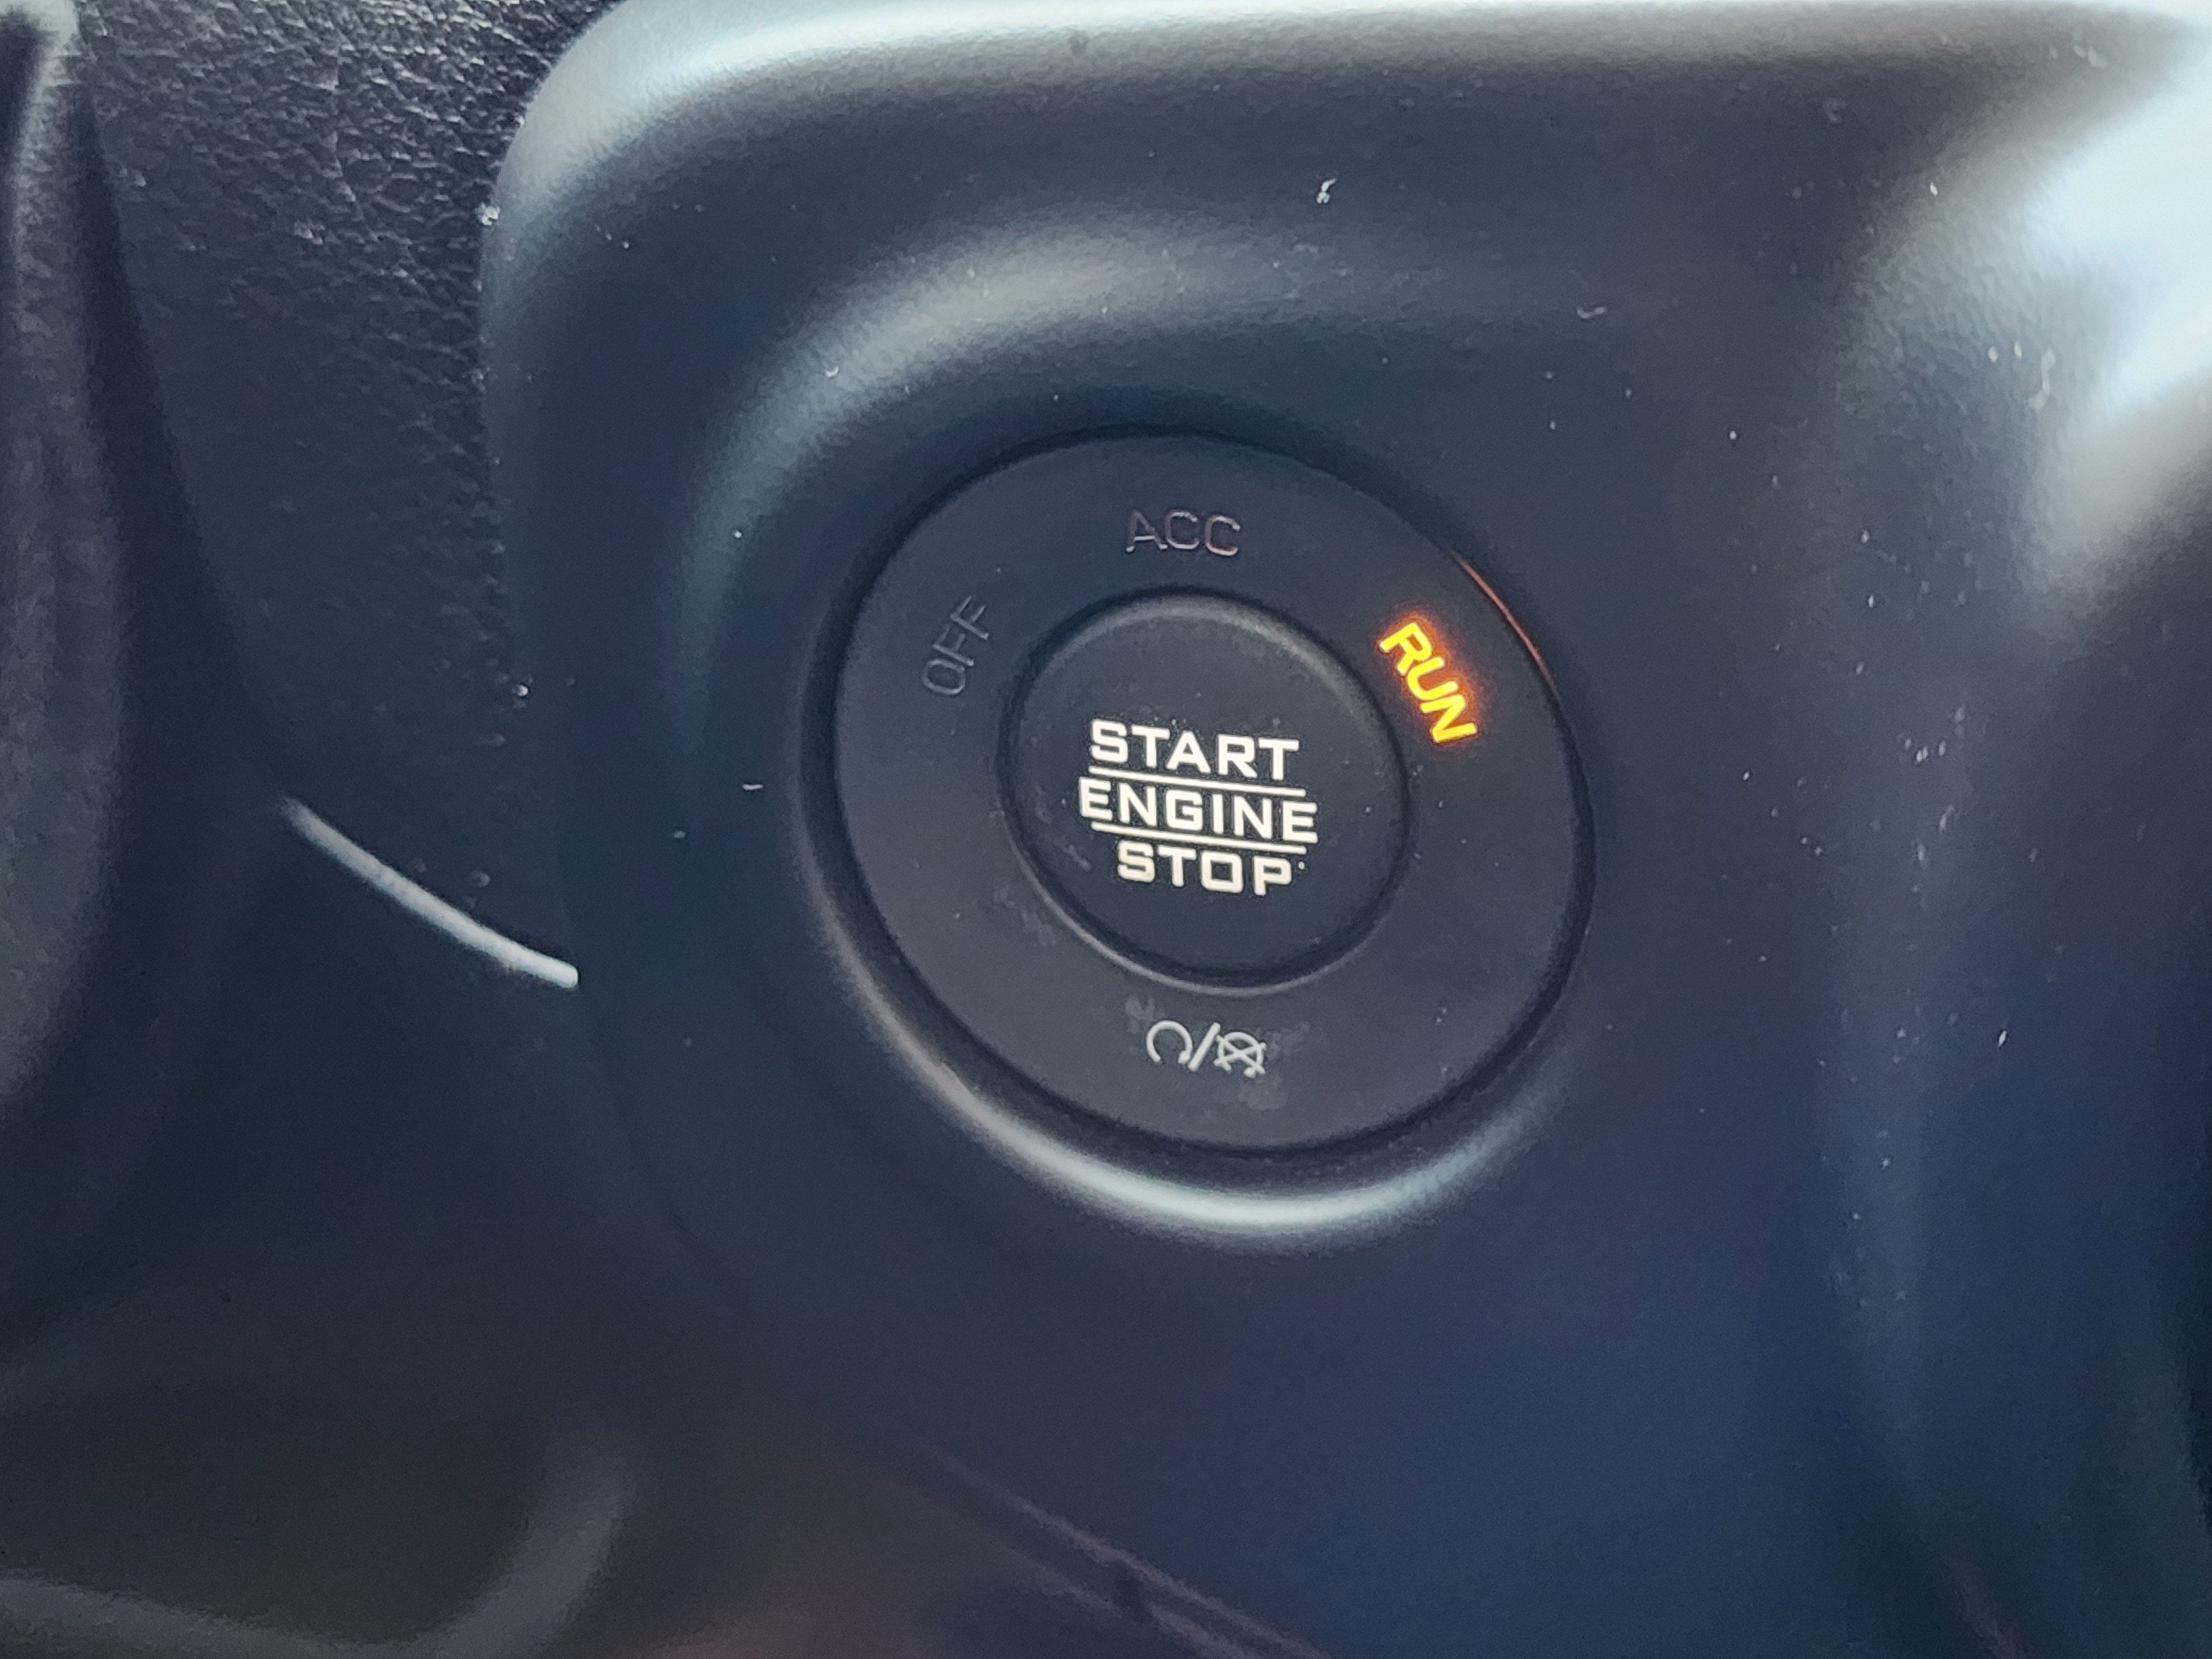 ACC
OFF
RUN
START
ENGINE
STOP